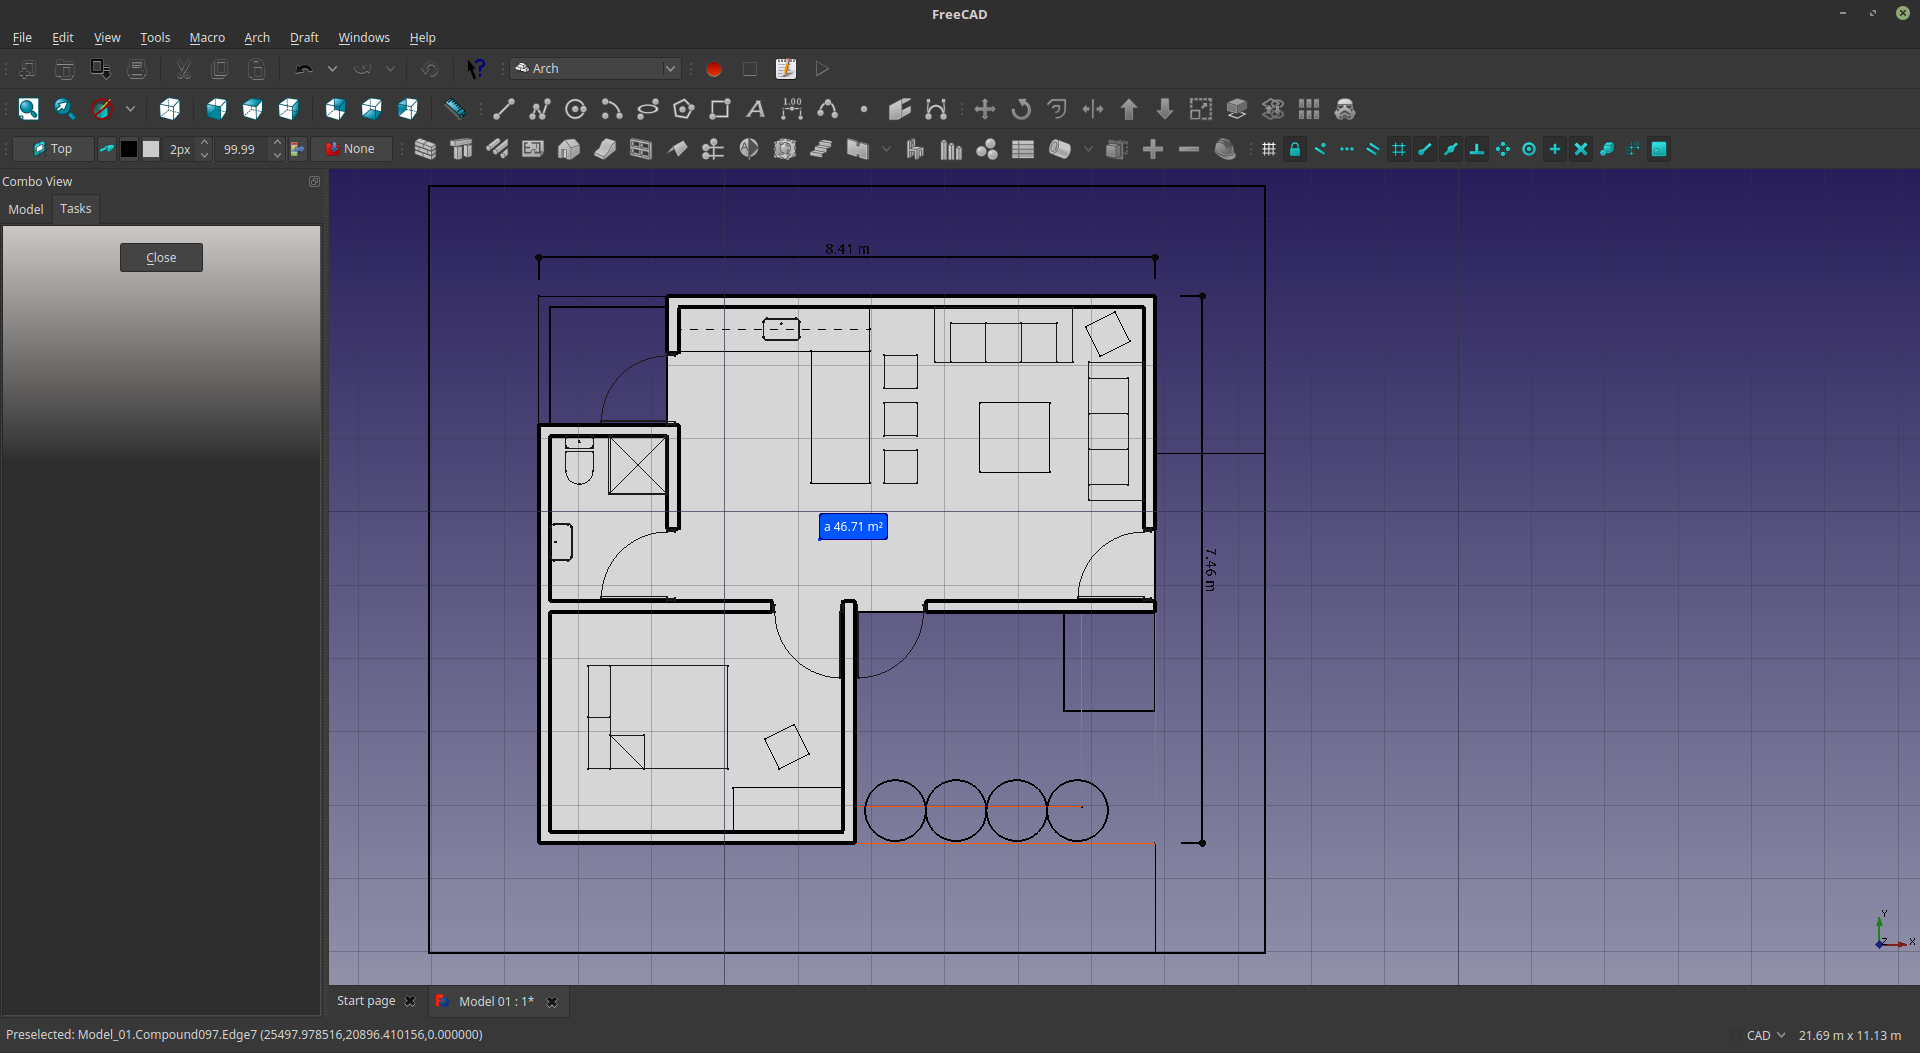 FreeCAD
File Edit View Tools Macro Arch Draft Windows Help
Arch
A 1.00
Top 2px 99.99 None
Combo View
Model Tasks
Close
8.41 m
a 46.71 m²
7.46 m
Y
Z X
Start page Model 01 : 1*
Preselected: Model_01.Compound097.Edge7 (25497.978516,20896.410156,0.000000) CAD 21.69 m x 11.13 m